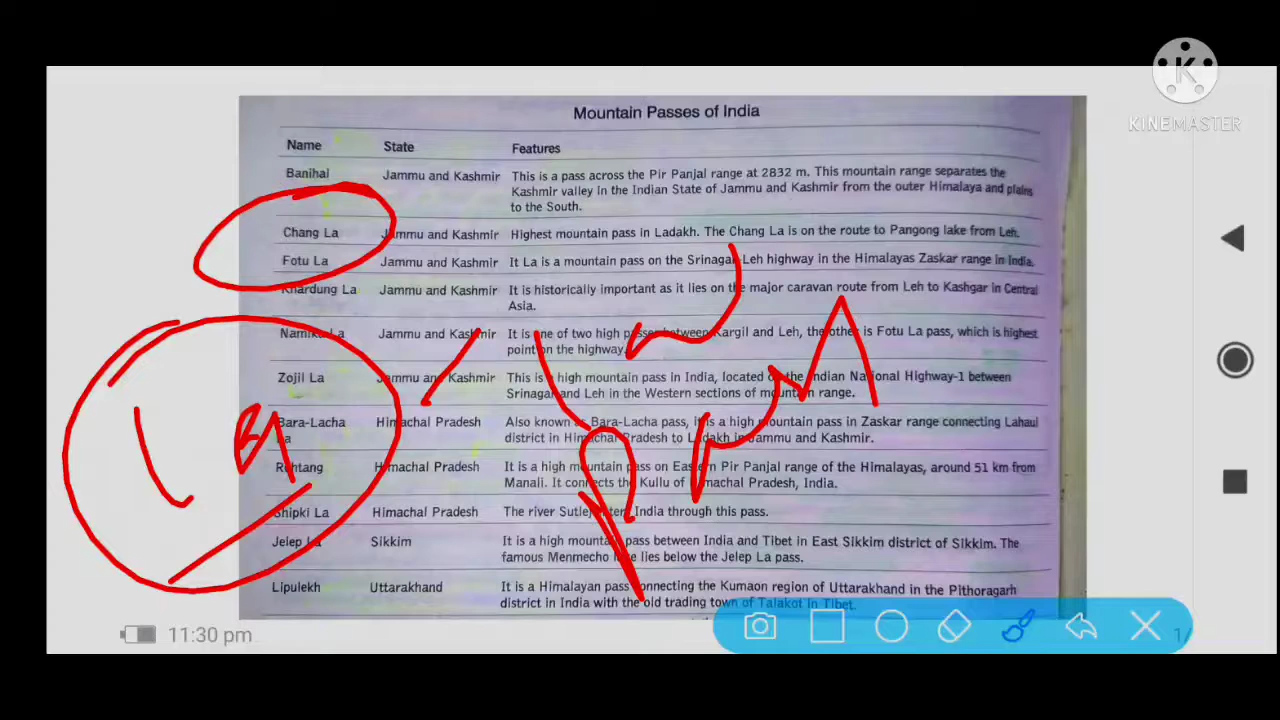 KINEMASTER
Mountain Passes of India
Name State Features
Banihal Jammu and Kashmir This is a pass across the Pir Panjal range at 2832 m. This mountain range separates the
Kashmir valley in the Indian State of Jammu and Kashmir from the outer Himalaya and plains
to the South.
Chang La Jammu and Kashmir Highest mountain pass in Ladakh. The Chang La is on the route to Pangong lake from Leh.
Fotu La Jammu and Kashmir It La is a mountain pass on the Srinagar-Leh highway in the Himalayas Zaskar range in India.
Khardung La Jammu and Kashmir It is historically important as it lies on the major caravan route from Leh to Kashgar in Central
Asia.
Namika La Jammu and Kashmir It is one of two high passes between Kargil and Leh, the other is Fotu La pass, which is highest
point on the highway.
Zojil La Jammu and Kashmir This is a high mountain pass in India, located on the Indian National Highway-1 between
Srinagar and Leh in the Western sections of mountain range.
Bara-Lacha La Himachal Pradesh Also known as Bara-Lacha pass, it is a high mountain pass in Zaskar range connecting Lahaul
district in Himachal Pradesh to Ladakh in Jammu and Kashmir.
Rohtang Himachal Pradesh It is a high mountain pass on Eastern Pir Panjal range of the Himalayas, around 51 km from
Manali. It connects the Kullu of Himachal Pradesh, India.
Shipki La Himachal Pradesh The river Sutlej enters India through this pass.
Jelep La Sikkim It is a high mountain pass between India and Tibet in East Sikkim district of Sikkim. The
famous Menmecho lake lies below the Jelep La pass.
Lipulekh Uttarakhand It is a Himalayan pass connecting the Kumaon region of Uttarakhand in the Pithoragarh
district in India with the old trading town of Talakot in Tibet.
11:30 pm